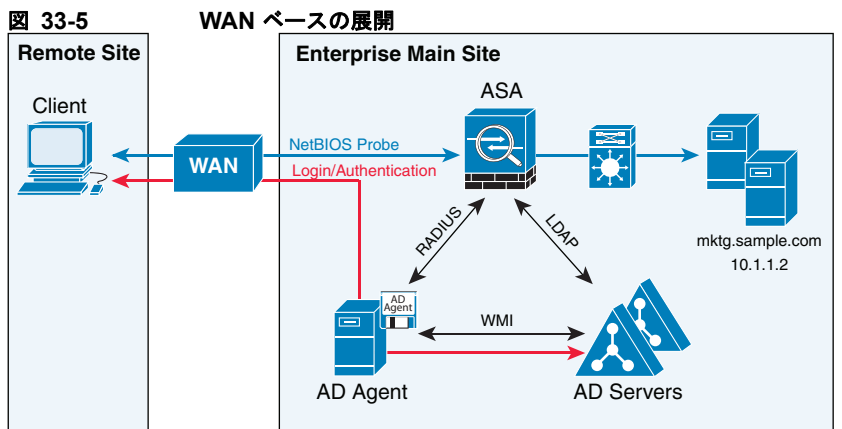 図 33-5 WAN ベースの展開
Remote Site
Enterprise Main Site
Client
ASA
WAN
NetBIOS Probe
Login/Authentication
RADIUS
LDAP
mktg.sample.com
10.1.1.2
AD
Agent
WMI
AD Agent
AD Servers